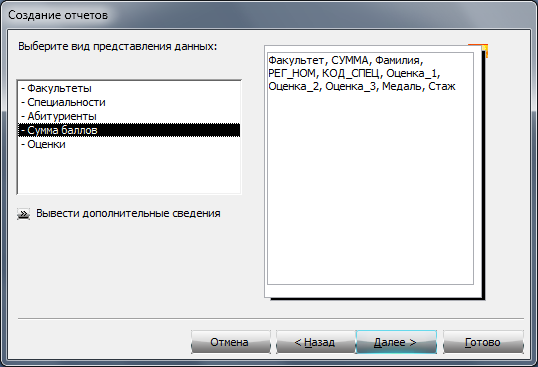 Создание отчетов
Выберите вид представления данных:
- Факультеты
- Специальности
- Абитуриенты
- Сумма баллов
- Оценки
Вывести дополнительные сведения
Факультет, СУММА, Фамилия,
РЕГ_НОМ, КОД_СПЕЦ, Оценка_1,
Оценка_2, Оценка_3, Медаль, Стаж
Отмена
< Назад
Далее >
Готово